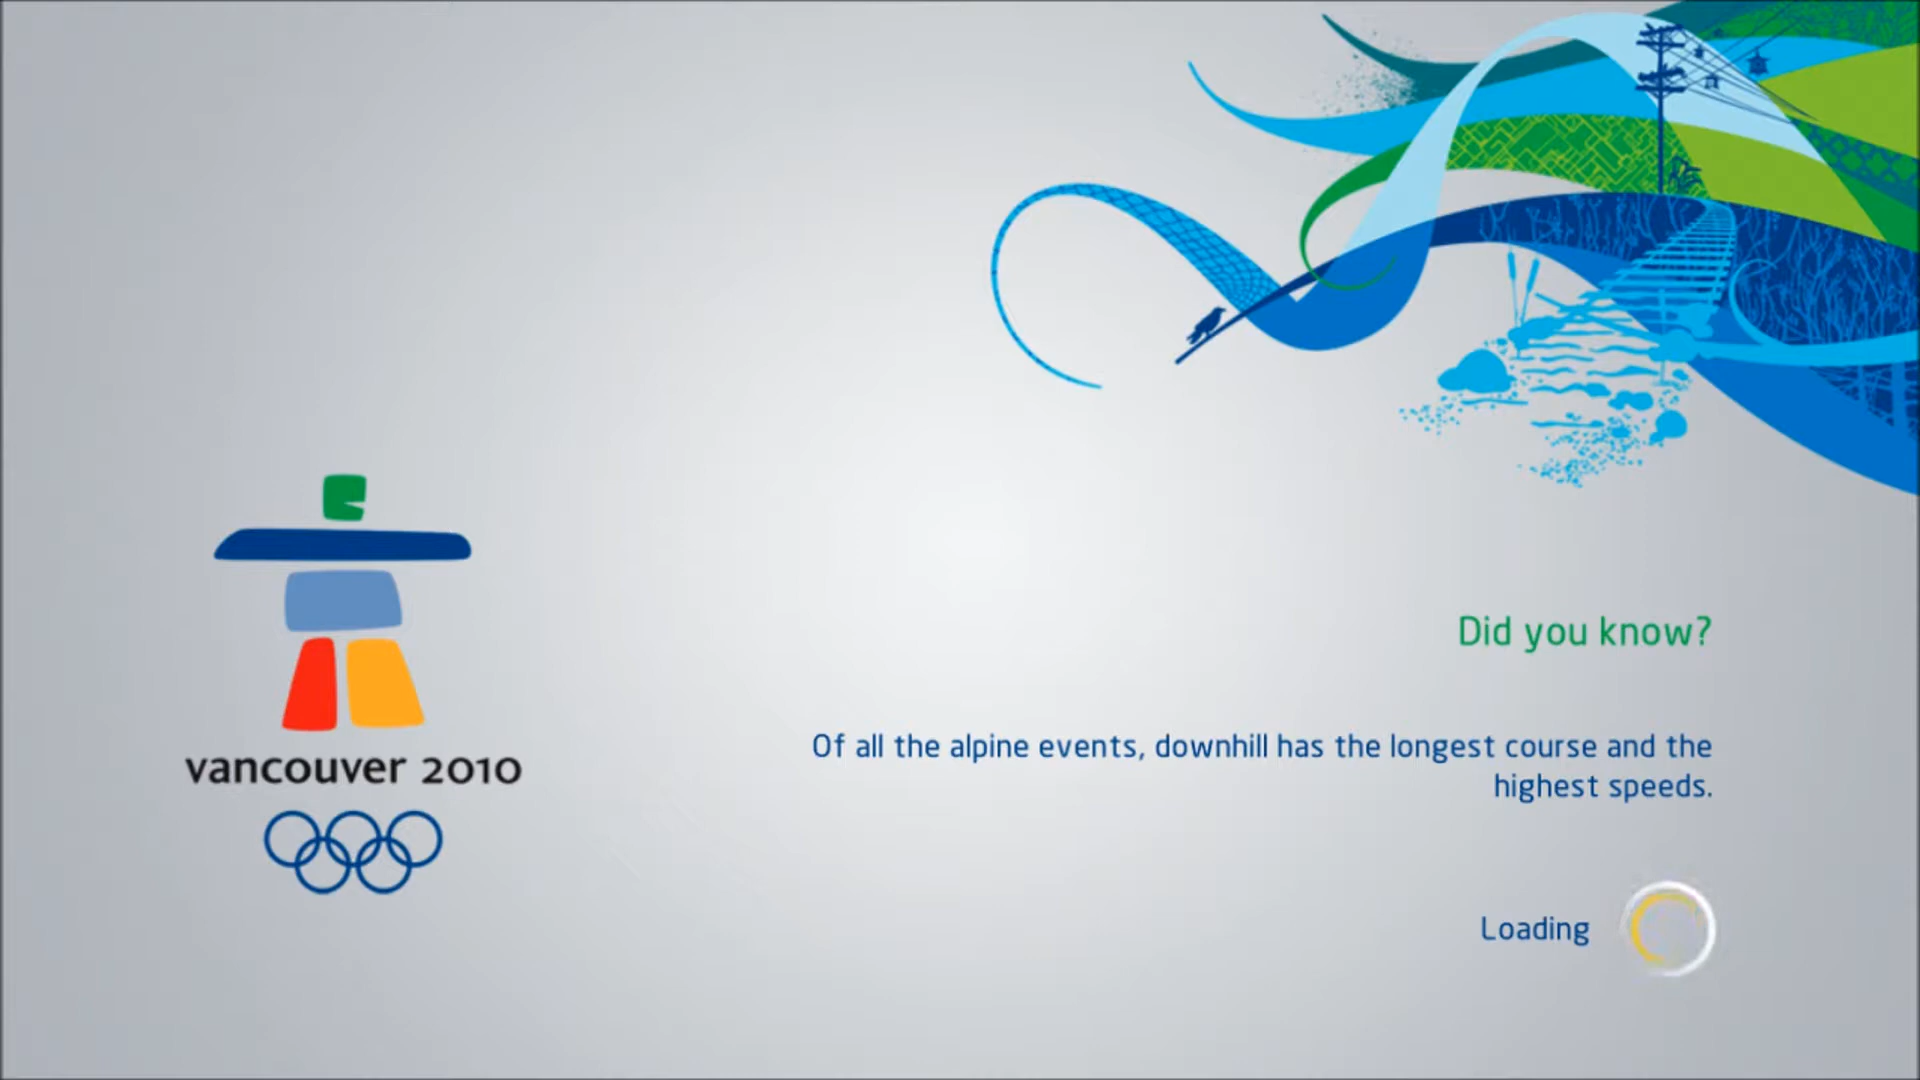 vancouver 2010
Did you know?
Of all the alpine events, downhill has the longest course and the
highest speeds.
Loading